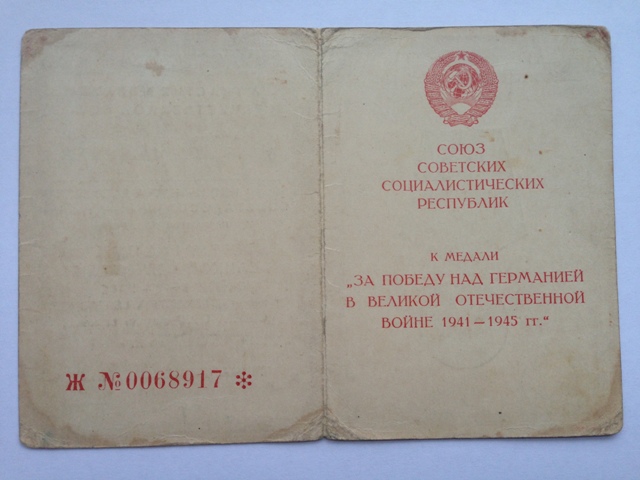 Ж №0068917 *
СОЮЗ
СОВЕТСКИХ
СОЦИАЛИСТИЧЕСКИХ
РЕСПУБЛИК
К МЕДАЛИ
„ЗА ПОБЕДУ НАД ГЕРМАНИЕЙ
В ВЕЛИКОЙ ОТЕЧЕСТВЕННОЙ
ВОЙНЕ 1941—1945 гг."